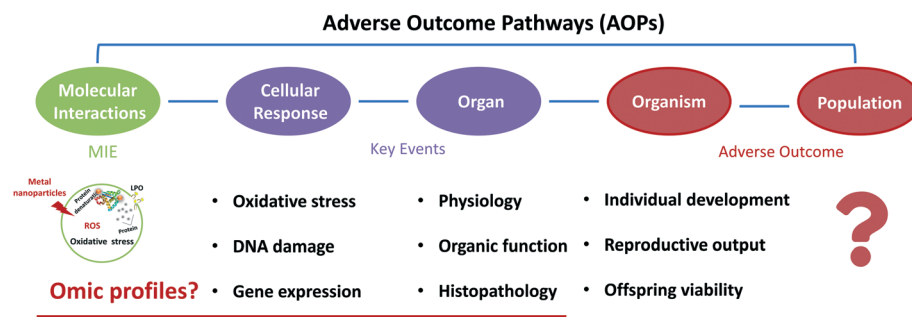 Adverse Outcome Pathways (AOPs)
Molecular
Interactions
Cellular
Response
Organ
Organism
Population
MIE
Key Events
Adverse Outcome
Metal
nanoparticles
Protein
denaturation
LPO
ROS
Protein
Oxidative stress
Omic profiles?
• Oxidative stress
• DNA damage
• Gene expression
• Physiology
• Organic function
• Histopathology
• Individual development
• Reproductive output
• Offspring viability
?